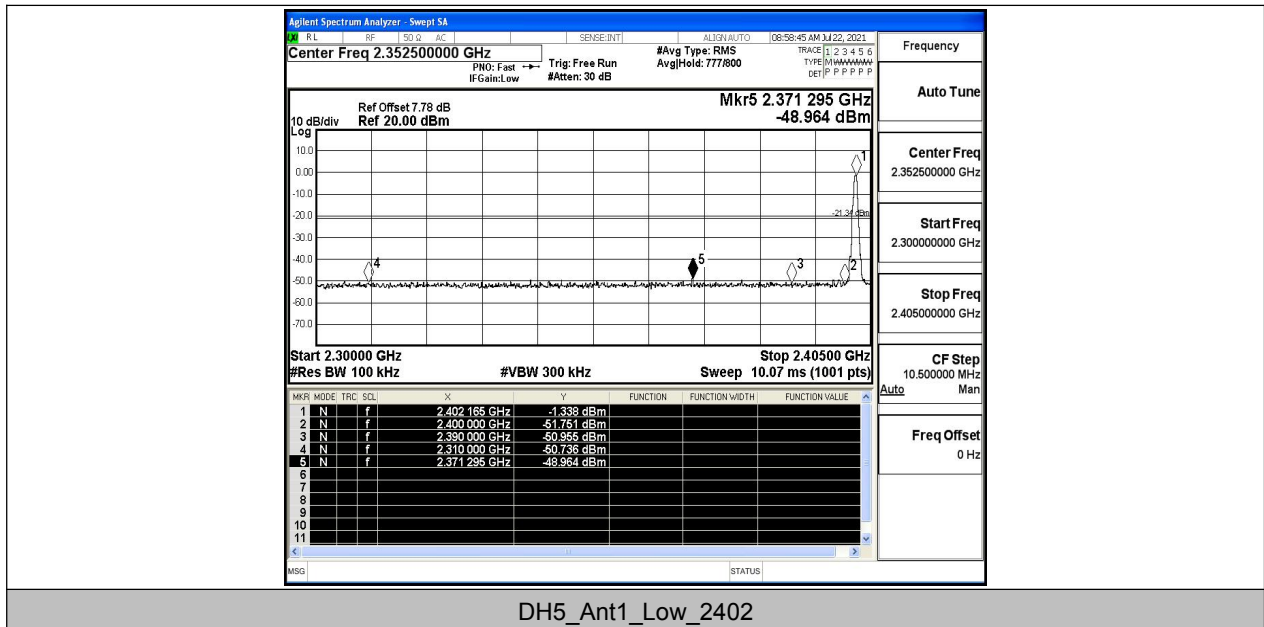 Agilent Spectrum Analyzer - Swept SA
RL RF 50 Ω AC SENSE:INT ALIGN AUTO 08:58:45 AM Jul 22, 2021
Center Freq 2.352500000 GHz
PNO: Fast
IFGain:Low
Trig: Free Run
#Atten: 30 dB
#Avg Type: RMS
Avg|Hold: 777/800
TRACE 1 2 3 4 5 6
TYPE MWWWWW
DET P P P P P P
Ref Offset 7.78 dB
Ref 20.00 dBm
10 dB/div
Log
Mkr5 2.371 295 GHz
-48.964 dBm
10.0
0.00
-10.0
-20.0
-30.0
-40.0
-50.0
-60.0
-70.0
1
-21.34 dBm
4
5
3
2
Start 2.30000 GHz
Stop 2.40500 GHz
#Res BW 100 kHz
#VBW 300 kHz
Sweep 10.07 ms (1001 pts)
MKR MODE TRC SCL X Y FUNCTION FUNCTION WIDTH FUNCTION VALUE
1 N f 2.402 165 GHz -1.338 dBm
2 N f 2.400 000 GHz -51.751 dBm
3 N f 2.390 000 GHz -50.955 dBm
4 N f 2.310 000 GHz -50.736 dBm
5 N f 2.371 295 GHz -48.964 dBm
6
7
8
9
10
11
MSG
STATUS
Frequency
Auto Tune
Center Freq
2.352500000 GHz
Start Freq
2.300000000 GHz
Stop Freq
2.405000000 GHz
CF Step
10.500000 MHz
Auto Man
Freq Offset
0 Hz
DH5_Ant1_Low_2402